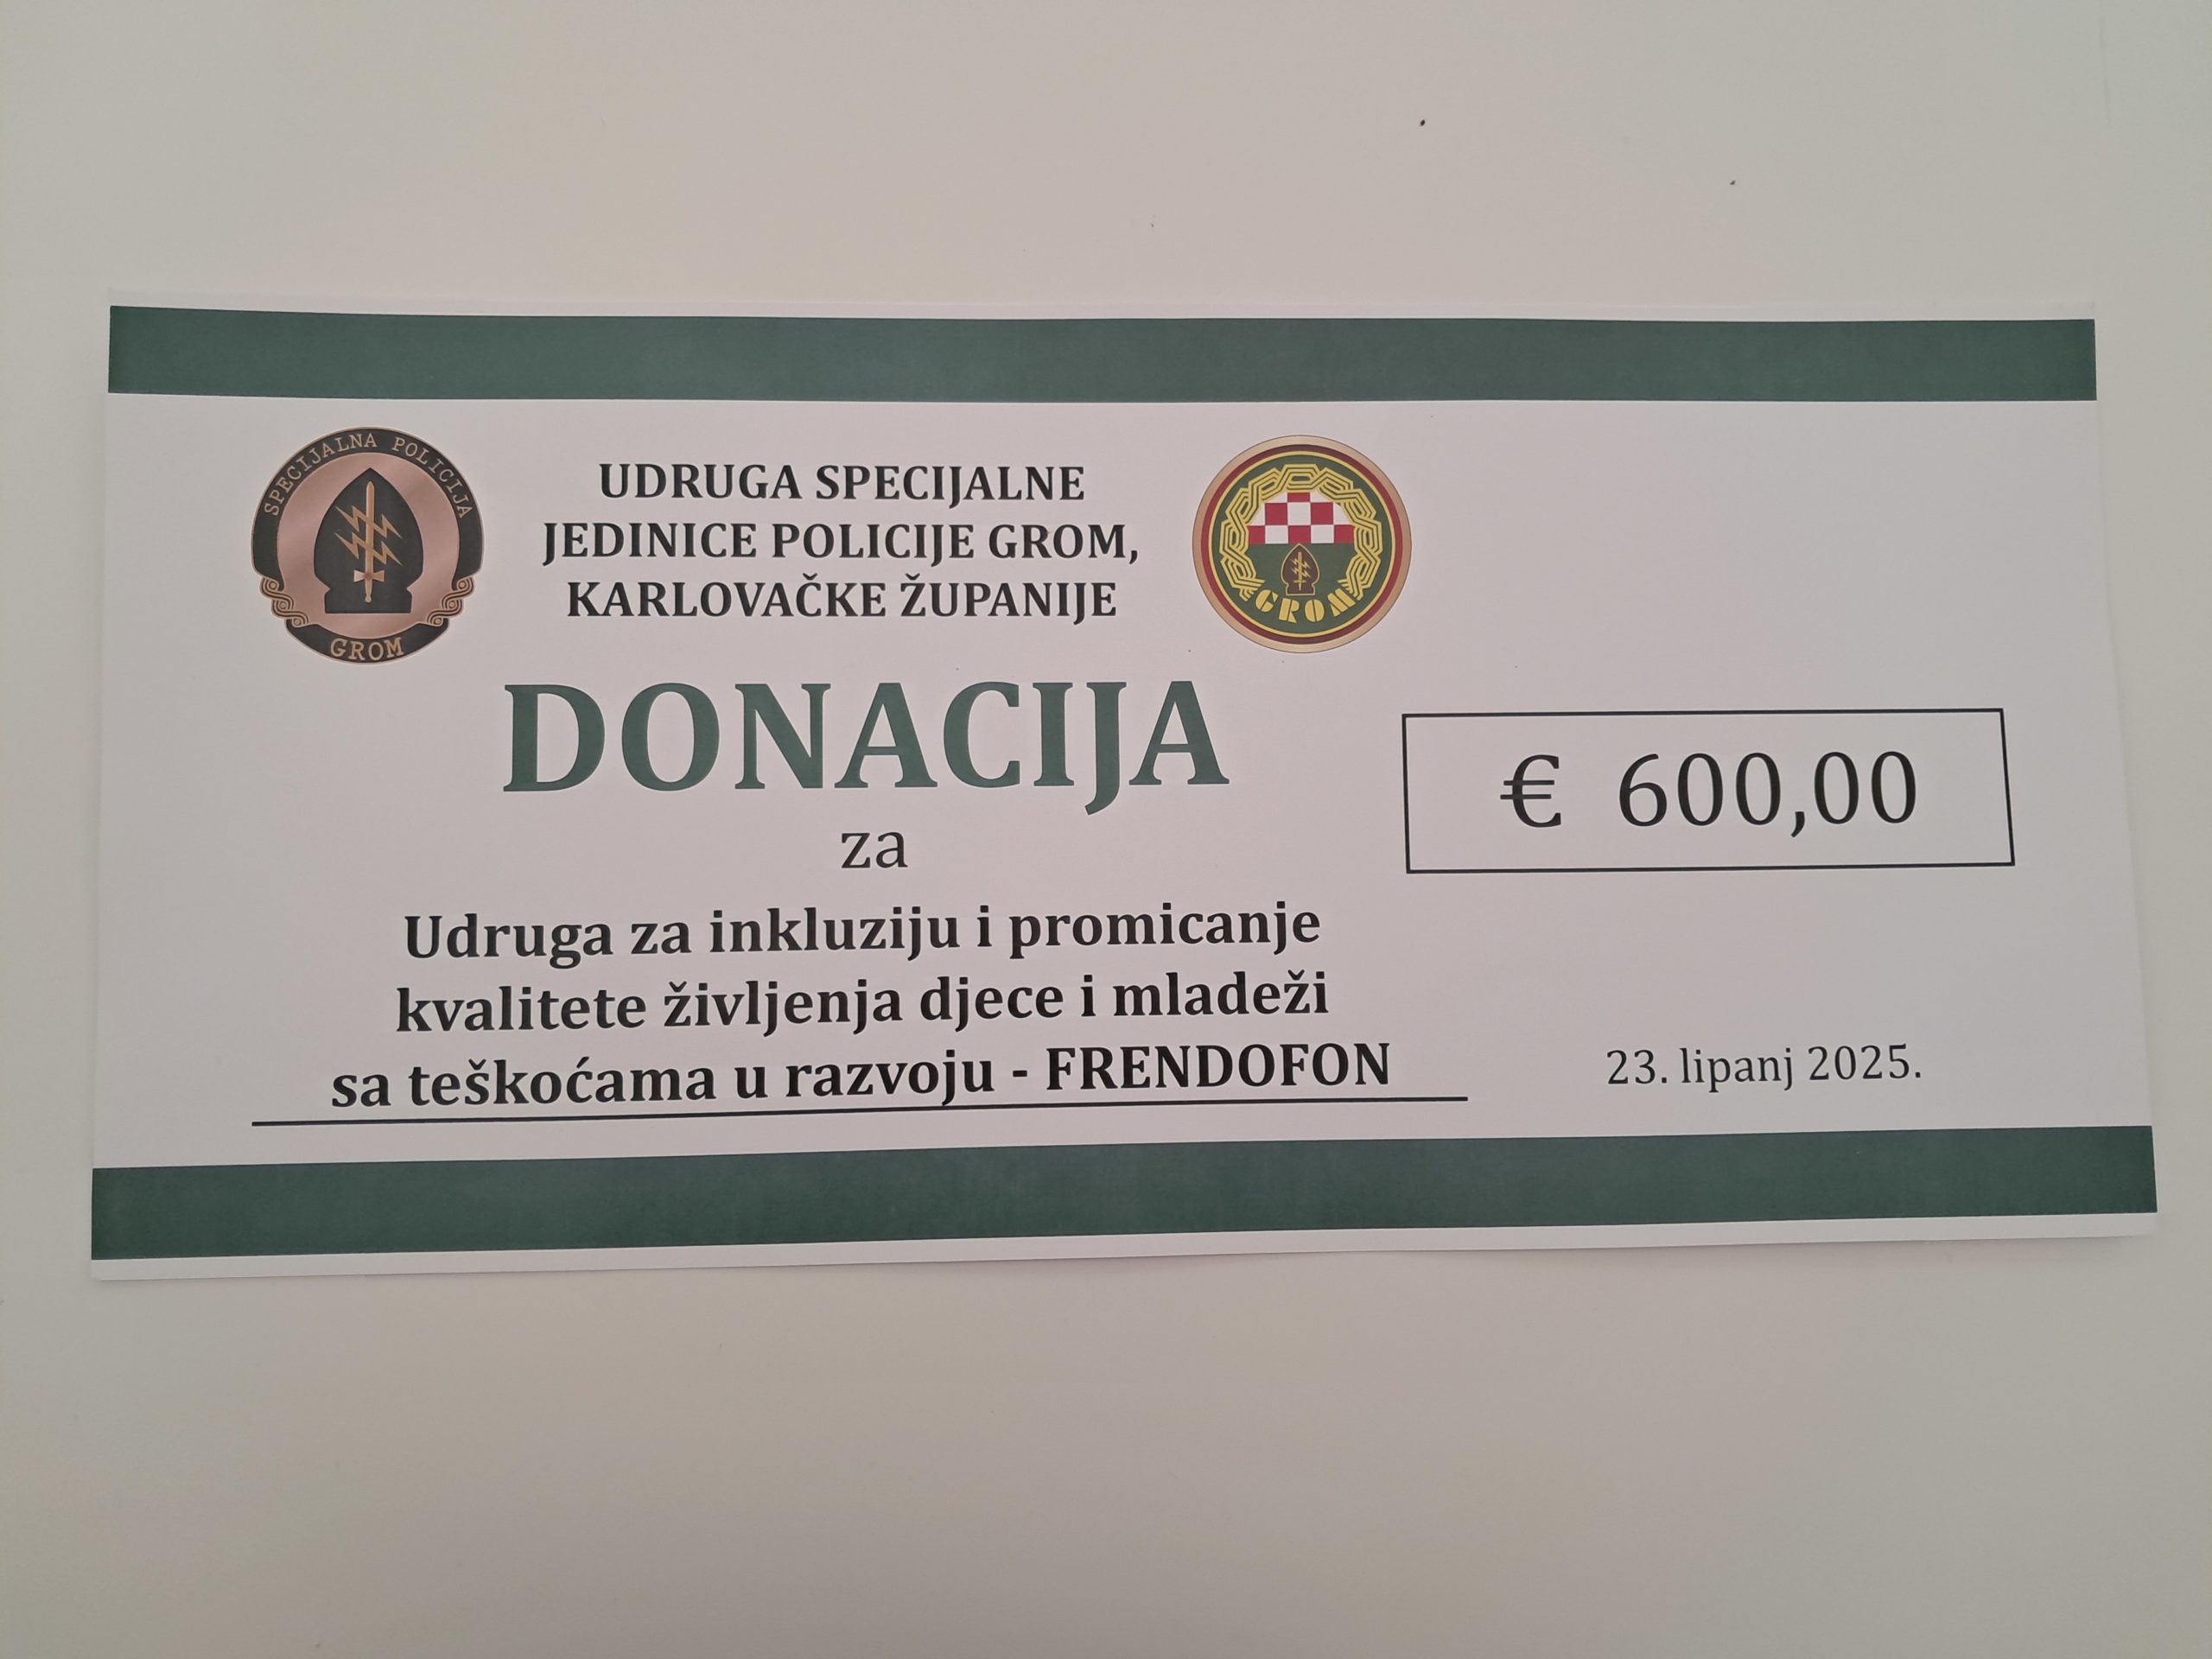 SPECIJALNA POLICIJA
GROM
UDRUGA SPECIJALNE
JEDINICE POLICIJE GROM,
KARLOVAČKE ŽUPANIJE
GROM
DONACIJA
€ 600,00
za
Udruga za inkluziju i promicanje
kvalitete življenja djece i mladeži
sa teškoćama u razvoju - FRENDOFON
23. lipanj 2025.